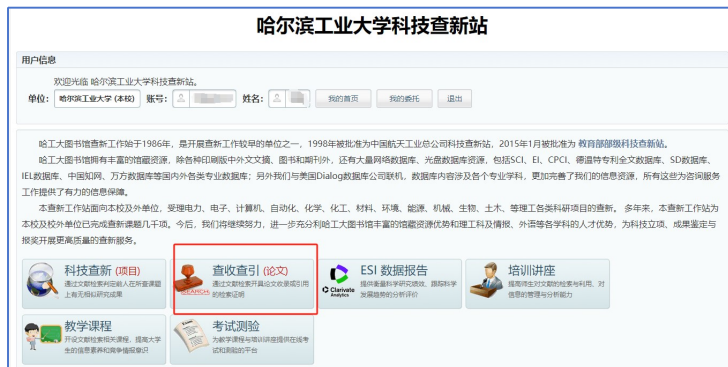 哈尔滨工业大学科技查新站
用户信息
欢迎光临 哈尔滨工业大学科技查新站。
单位: 哈尔滨工业大学 (本校) 账号: 姓名: 我的首页 我的委托 退出
哈工大图书馆查新工作始于1986年，是开展查新工作较早的单位之一，1998年被批准为中国航天工业总公司科技查新站，2015年1月被批准为 教育部部级科技查新站。
哈工大图书馆拥有丰富的馆藏资源，除各种印刷版中外文文摘、图书和期刊外，还有大量网络数据库、光盘数据库资源，包括SCI、EI、CPCI、德温特专利全文数据库、SD数据库、
IEL数据库、中国知网、万方数据库等国内外各类专业数据库；另外我们与美国Dialog数据库公司联机，数据库内容涉及各个专业学科，更加完善了我们的信息资源，所有这些为咨询服务
工作提供了有力的信息保障。
本查新工作站面向本校及外单位，受理电力、电子、计算机、自动化、化学、化工、材料、环境、能源、机械、生物、土木、等理工各类科研项目的查新。 多年来，本查新工作站为
本校及校外单位已完成查新课题几千项。今后，我们将继续努力，进一步充分利哈工大图书馆丰富的馆藏资源优势和理工科及情报、外语等各学科的人才优势，为科技立项、成果鉴定与
报奖开展更高质量的查新服务。
科技查新 (项目)
通过文献检索判定委托人在所查课题
上有无相似研究成果
查收查引 (论文)
通过文献检索开具论文收录或引用
的检索证明
SEARCH
ESI 数据报告
提供衡量科学研究绩效、跟踪科学
发展趋势的分析评价
Clarivate
Analytics
培训讲座
提高师生对文献的检索与利用、对
信息的管理与分析能力
教学课程
开设文献检索相关课程、提高大学
生的信息素养和竞争情报意识
考试测验
为教学课程与培训讲座提供在线考
试和测验的平台